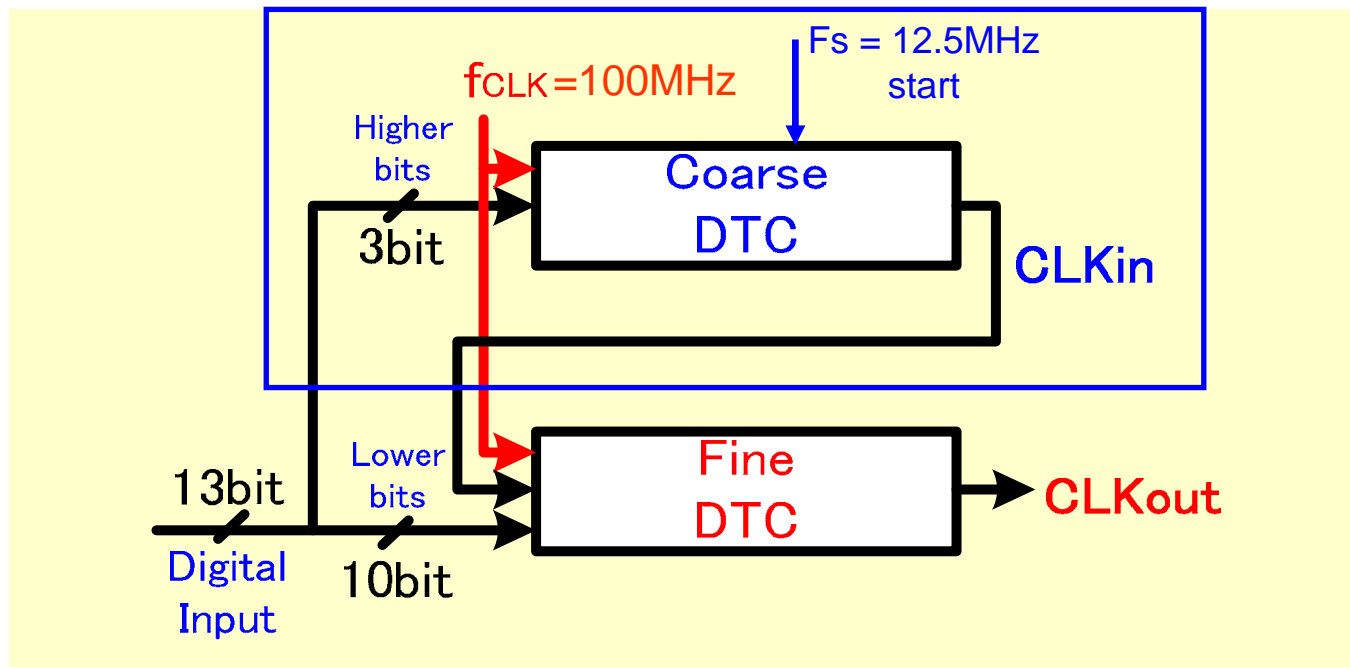 Fs = 12.5MHz
start
fCLK =100MHz
Higher
bits
3bit
Coarse
DTC
CLKin
Lower
bits
13bit
Digital
Input
10bit
Fine
DTC
CLKout